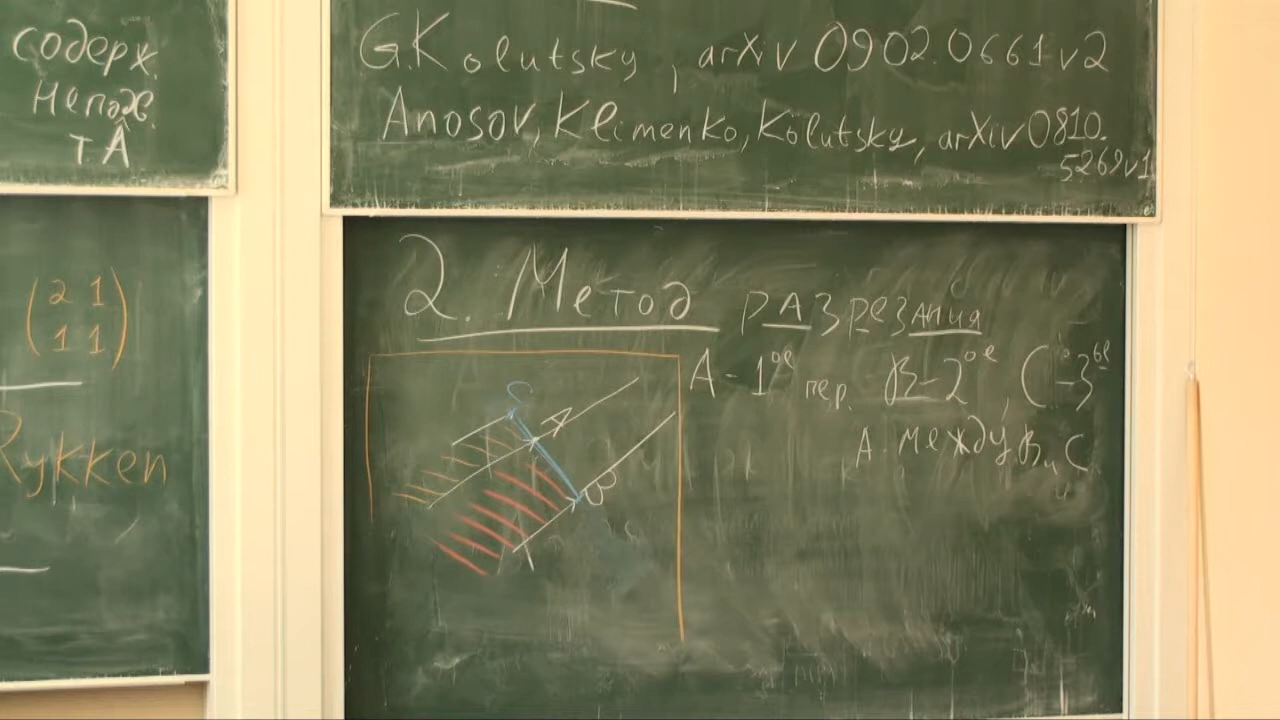 содерж.
непох.
т. Â
(2 1
1 1)
Rykken
G.Kolutsky, arXiv 0902.0661v2
Anosov, Klimenko, Kolutsky, arXiv 0810.
5269v1
2. Метод разрезания
A - 1ое пер. B - 2ое, C - 3ье
A между B и C
C
A
B